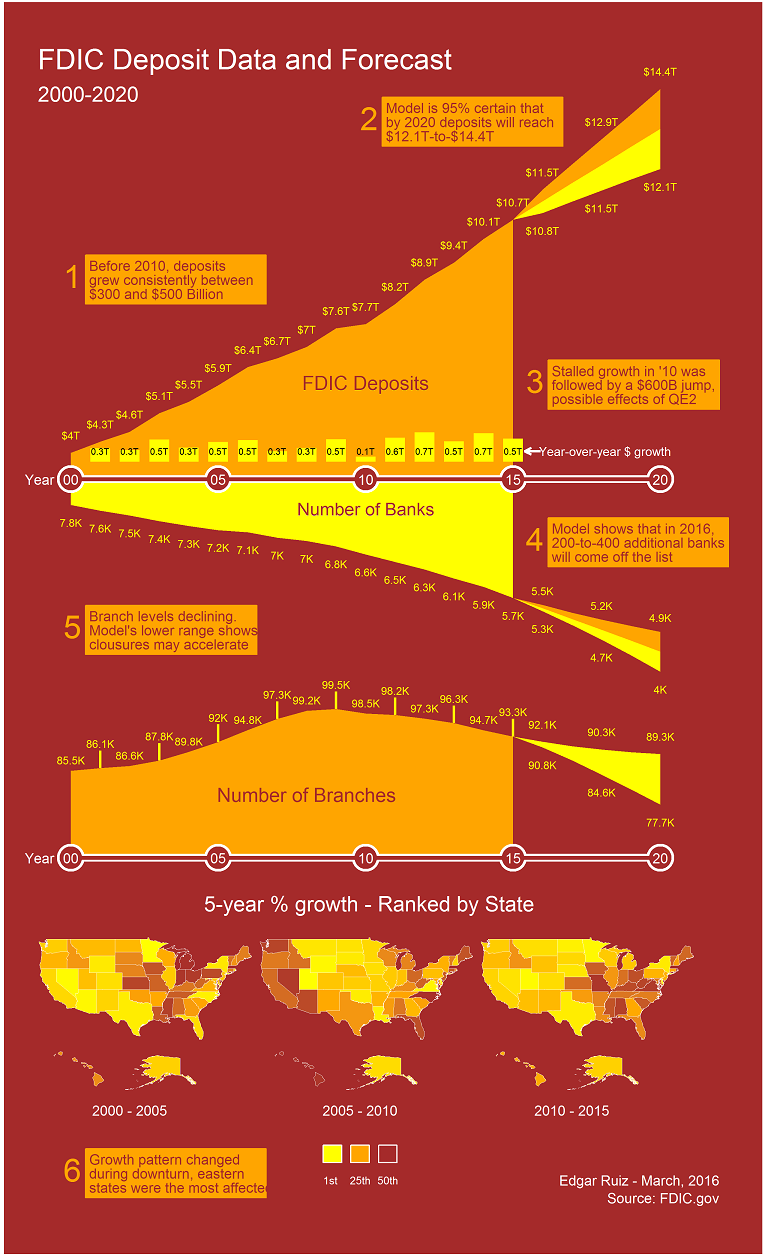 FDIC Deposit Data and Forecast
2000-2020
2
Model is 95% certain that
by 2020 deposits will reach
$12.1T-to-$14.4T
$14.4T
$12.9T
$11.5T
$10.7T
$12.1T
$11.5T
$10.8T
$10.1T
$9.4T
$8.9T
$8.2T
$7.7T
$7.6T
$7T
$6.7T
$6.4T
$5.9T
$5.5T
$5.1T
$4.6T
$4.3T
$4T
1
Before 2010, deposits
grew consistently between
$300 and $500 Billion
FDIC Deposits
3
Stalled growth in '10 was
followed by a $600B jump,
possible effects of QE2
0.3T 0.3T 0.5T 0.3T 0.5T 0.5T 0.3T 0.3T 0.5T 0.1T 0.6T 0.7T 0.5T 0.7T 0.5T
Year-over-year $ growth
Year 00 05 10 15 20
Number of Banks
7.8K 7.6K 7.5K 7.4K 7.3K 7.2K 7.1K 7K 7K 6.8K 6.6K 6.5K 6.3K 6.1K 5.9K 5.7K
5.5K 5.2K 4.9K
5.3K 4.7K 4K
4
Model shows that in 2016,
200-to-400 additional banks
will come off the list
5
Branch levels declining.
Model's lower range shows
clousures may accelerate
85.5K 86.1K 86.6K 87.8K 89.8K 92K 94.8K 97.3K 99.2K 99.5K 98.5K 98.2K 97.3K 96.3K 94.7K 93.3K
92.1K 90.3K 89.3K
90.8K 84.6K 77.7K
Number of Branches
Year 00 05 10 15 20
5-year % growth - Ranked by State
2000 - 2005
2005 - 2010
2010 - 2015
6
Growth pattern changed
during downturn, eastern
states were the most affected
1st 25th 50th
Edgar Ruiz - March, 2016
Source: FDIC.gov